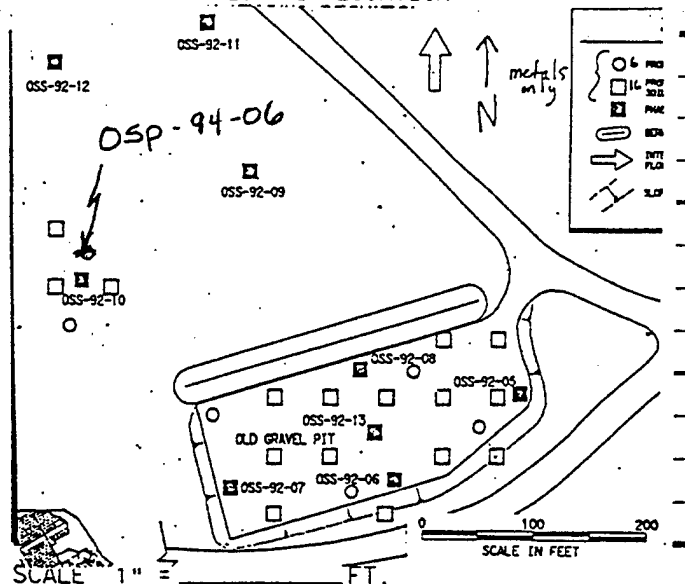 OSS-92-11
OSS-92-12
metals
only
N
6
16
OSP-94-06
OSS-92-09
OSS-92-10
OSS-92-08
OSS-92-05
OSS-92-13
OLD GRAVEL PIT
OSS-92-06
OSS-92-07
0 100 200
SCALE IN FEET
SCALE 1" = FT.